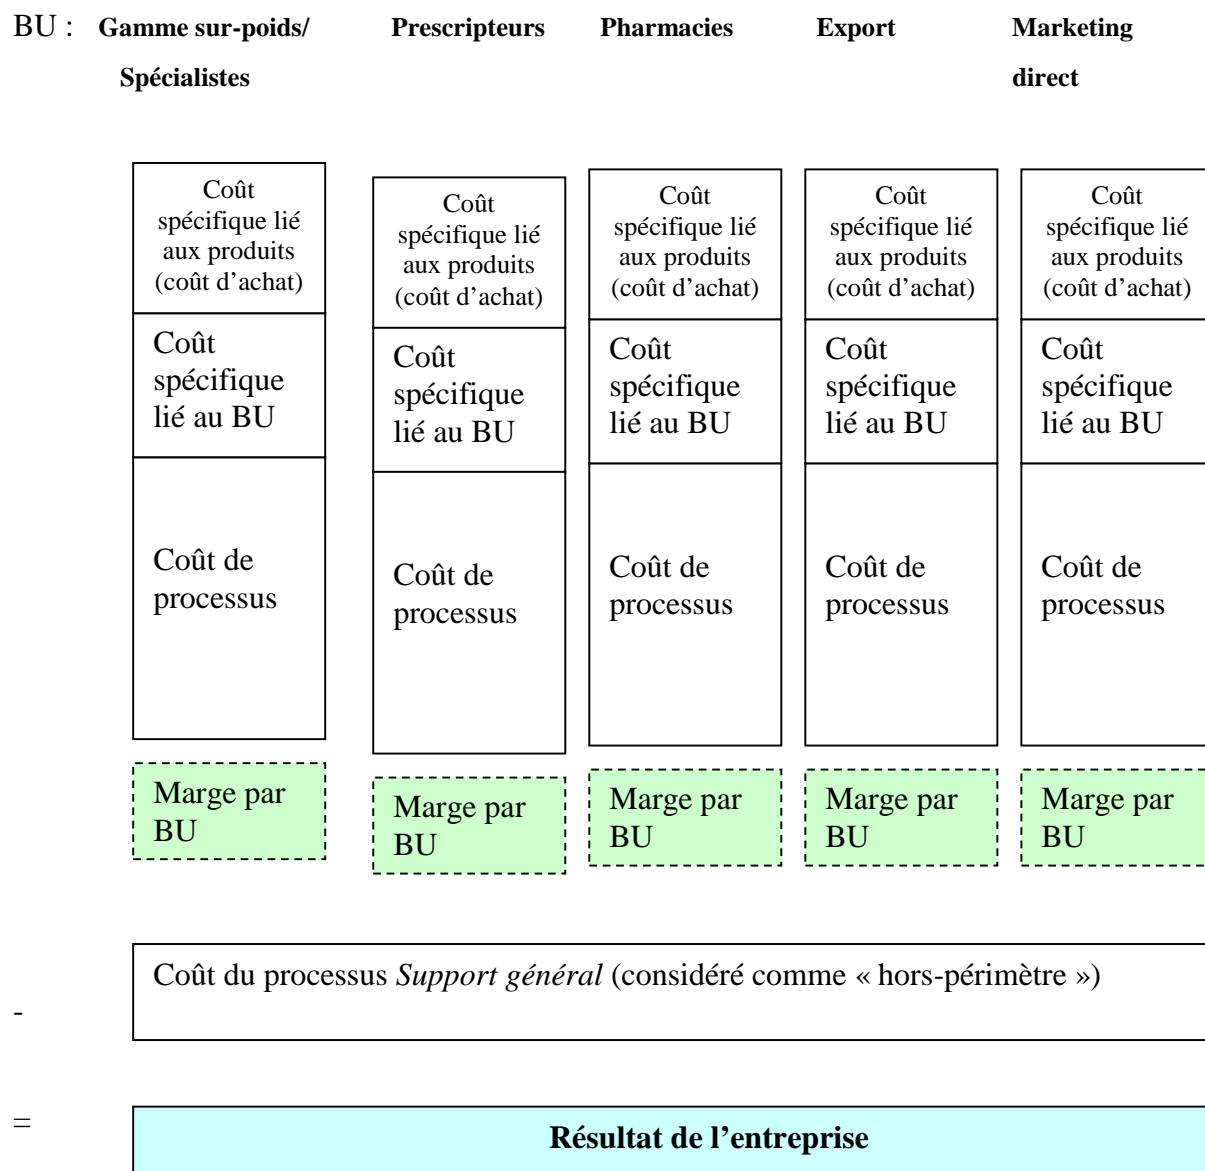 BU : Gamme sur-poids/ Prescripteurs Pharmacies Export Marketing
Spécialistes direct
Coût
spécifique lié
aux produits
(coût d’achat)
Coût
spécifique
lié au BU
Coût de
processus
Marge par
BU
Coût
spécifique lié
aux produits
(coût d’achat)
Coût
spécifique
lié au BU
Coût de
processus
Marge par
BU
Coût
spécifique lié
aux produits
(coût d’achat)
Coût
spécifique
lié au BU
Coût de
processus
Marge par
BU
Coût
spécifique lié
aux produits
(coût d’achat)
Coût
spécifique
lié au BU
Coût de
processus
Marge par
BU
Coût
spécifique lié
aux produits
(coût d’achat)
Coût
spécifique
lié au BU
Coût de
processus
Marge par
BU
Coût du processus Support général (considéré comme « hors-périmètre »)
-
=
Résultat de l’entreprise